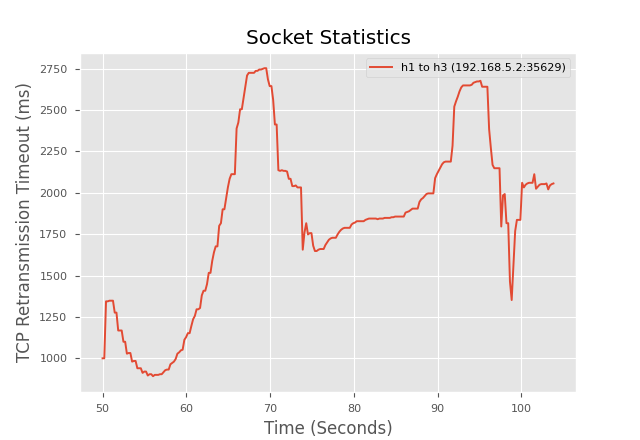 Socket Statistics
h1 to h3 (192.168.5.2:35629)
TCP Retransmission Timeout (ms)
2750
2500
2250
2000
1750
1500
1250
1000
50 60 70 80 90 100
Time (Seconds)